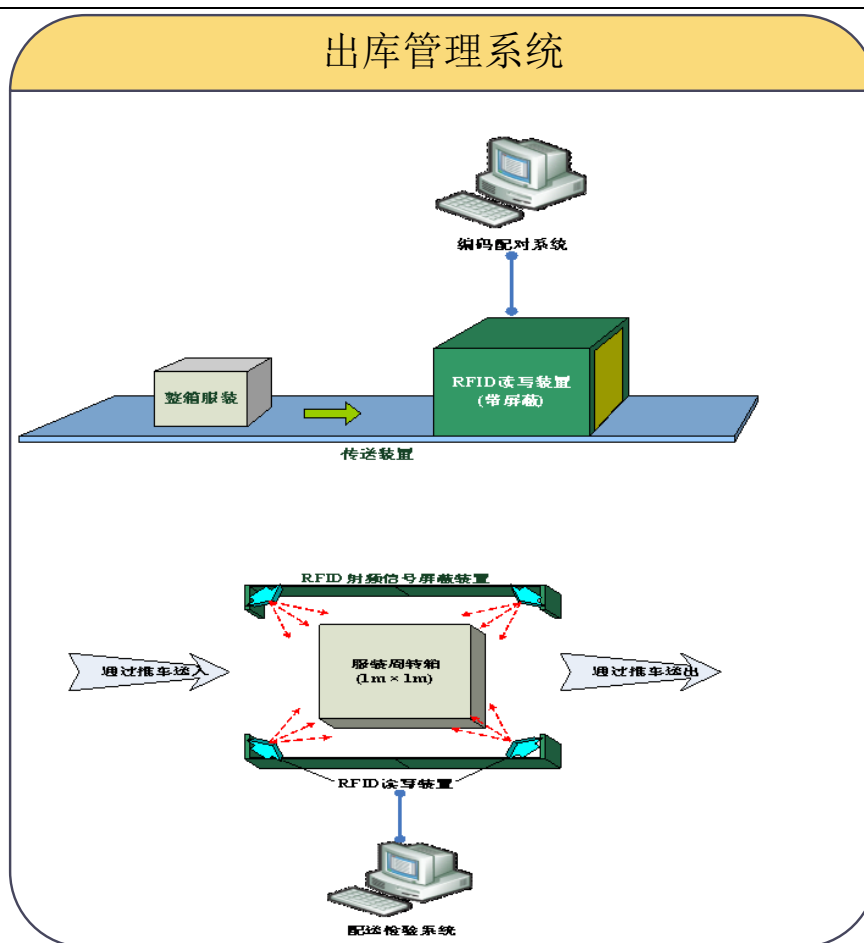 出库管理系统
编码配对系统
RFID读写装置
(带屏蔽)
整箱服装
传送装置
RFID射频信号屏蔽装置
通过推车送入
服装周转箱
(1m×1m)
通过推车送出
RFID读写装置
配送检验系统